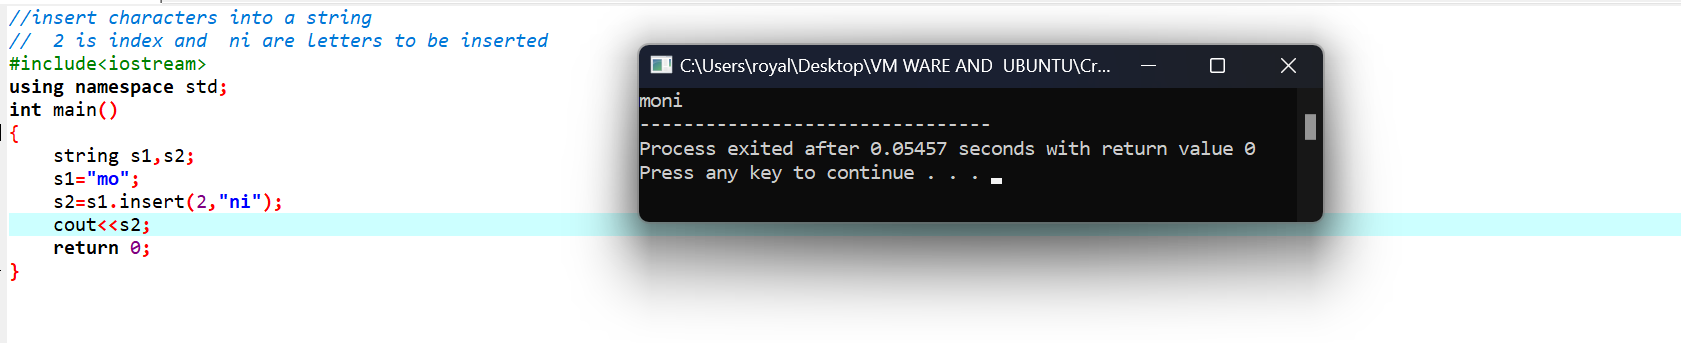 //insert characters into a string
//  2 is index and  ni are letters to be inserted
#include<iostream>
using namespace std;
int main()
{
    string s1,s2;
    s1="mo";
    s2=s1.insert(2,"ni");
    cout<<s2;
    return 0;
}
C:\Users\royal\Desktop\VM WARE AND  UBUNTU\Cr...
moni
--------------------------------
Process exited after 0.05457 seconds with return value 0
Press any key to continue . . .